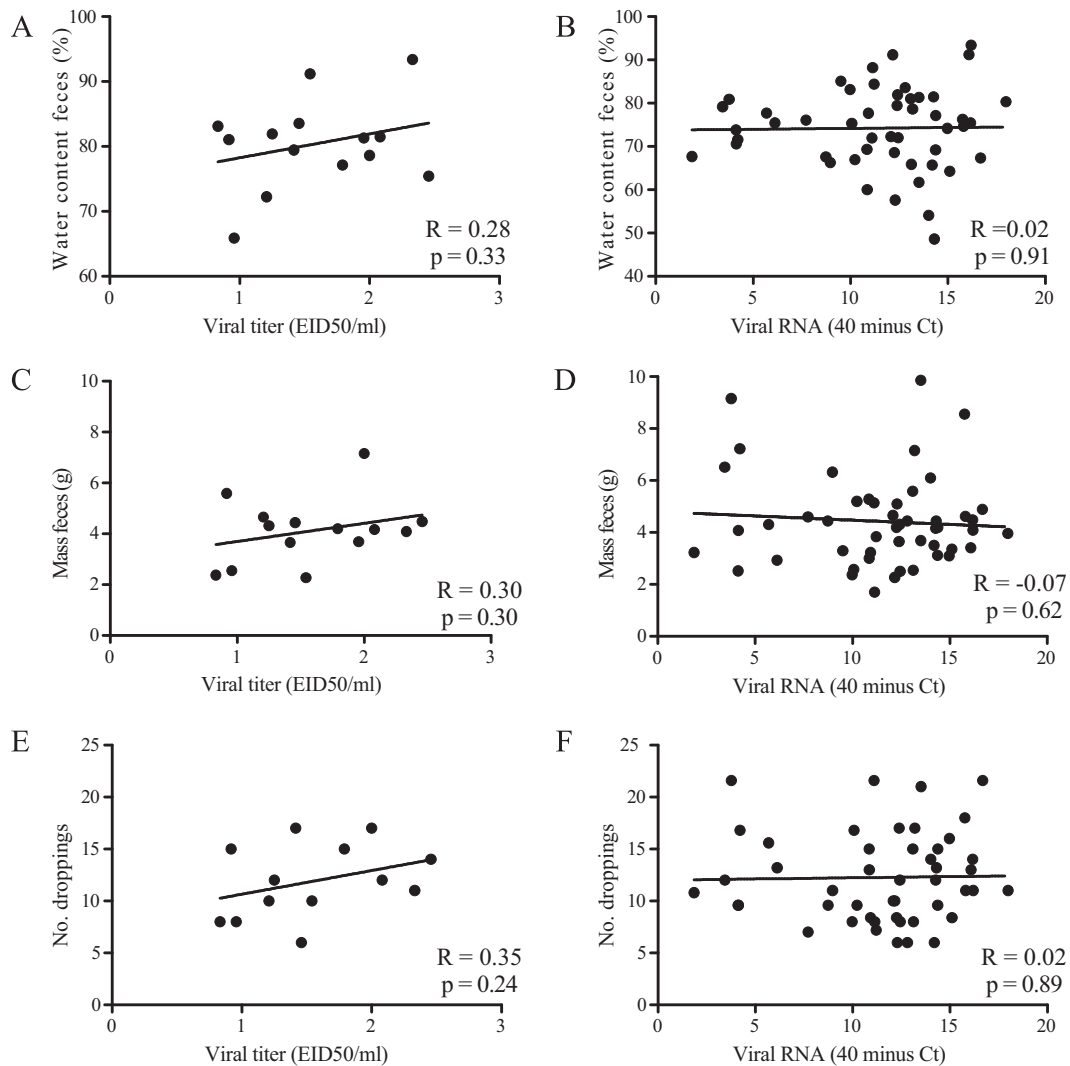 A
Water content feces (%)
100
90
80
70
60
0
1
2
3
R = 0.28
p = 0.33
Viral titer (EID50/ml)
B
Water content feces (%)
100
90
80
70
60
50
40
0
5
10
15
20
R =0.02
p = 0.91
Viral RNA (40 minus Ct)
C
Mass feces (g)
10
8
6
4
2
0
0
1
2
3
R = 0.30
p = 0.30
Viral titer (EID50/ml)
D
Mass feces (g)
10
8
6
4
2
0
0
5
10
15
20
R = -0.07
p = 0.62
Viral RNA (40 minus Ct)
E
No. droppings
25
20
15
10
5
0
0
1
2
3
R = 0.35
p = 0.24
Viral titer (EID50/ml)
F
No. droppings
25
20
15
10
5
0
0
5
10
15
20
R = 0.02
p = 0.89
Viral RNA (40 minus Ct)